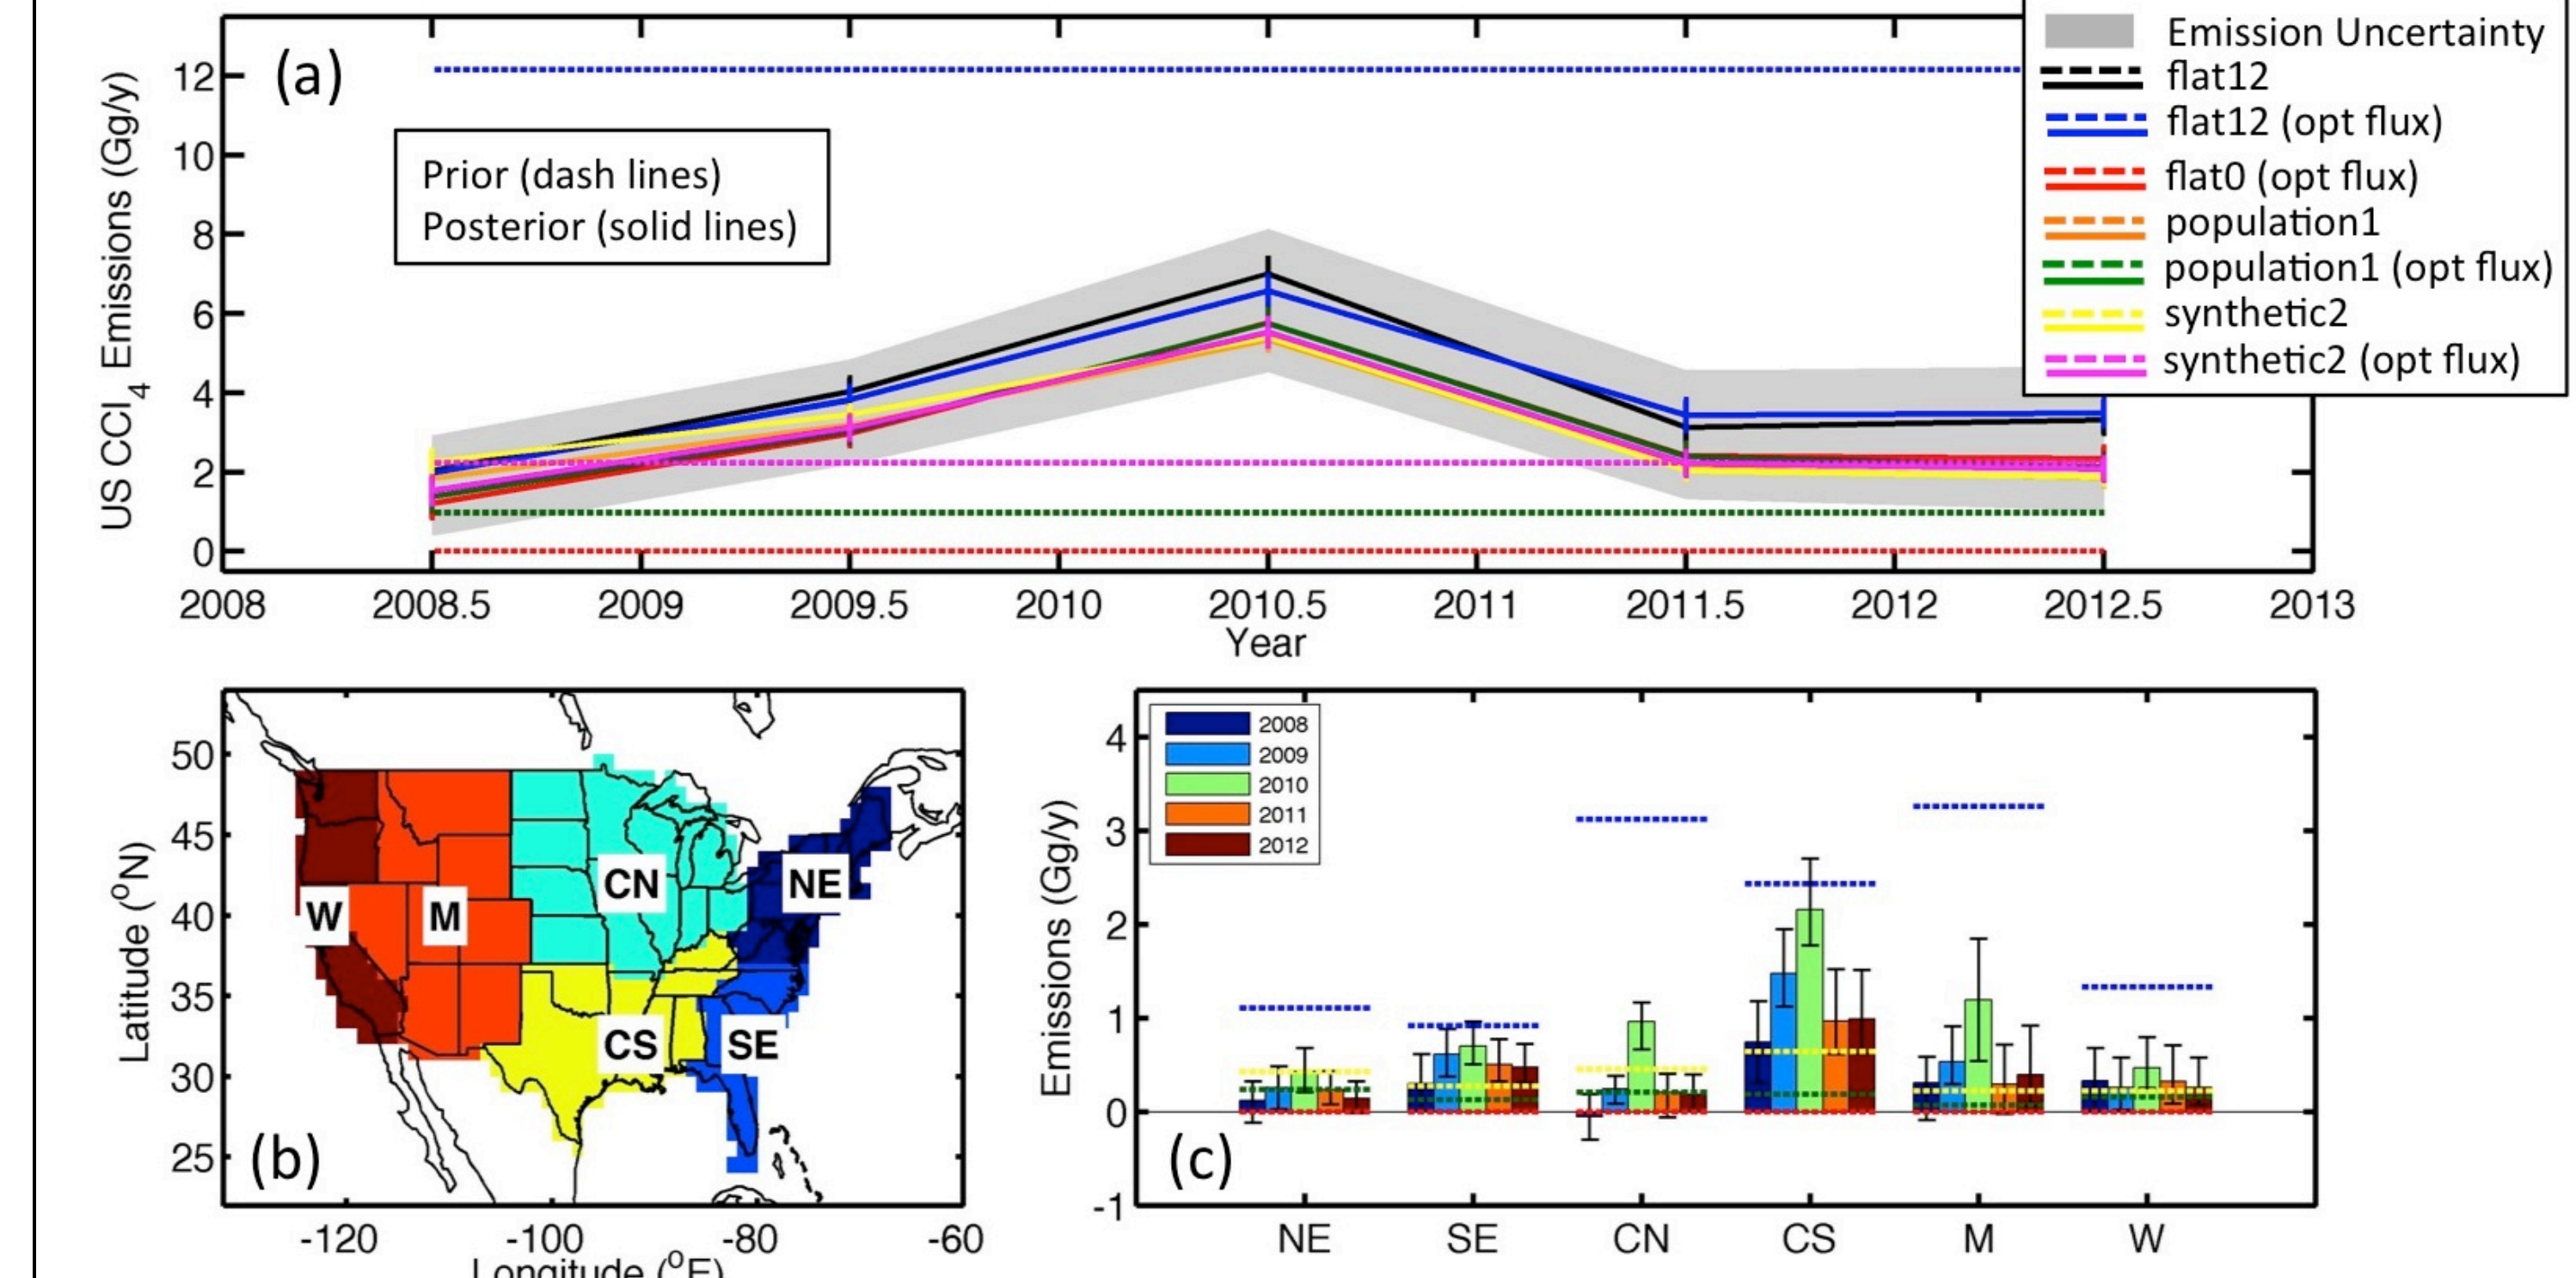 (a)
US CCl4 Emissions (Gg/y)
12
10
8
6
4
2
0
Prior (dash lines)
Posterior (solid lines)
Emission Uncertainty
flat12
flat12 (opt flux)
flat0 (opt flux)
population1
population1 (opt flux)
synthetic2
synthetic2 (opt flux)
2008 2008.5 2009 2009.5 2010 2010.5 2011 2011.5 2012 2012.5 2013
Year
Latitude (°N)
50
45
40
35
30
25
W M CN NE
CS SE
(b)
-120 -100 -80 -60
Longitude (°E)
Emissions (Gg/y)
4
3
2
1
0
-1
2008
2009
2010
2011
2012
(c)
NE SE CN CS M W